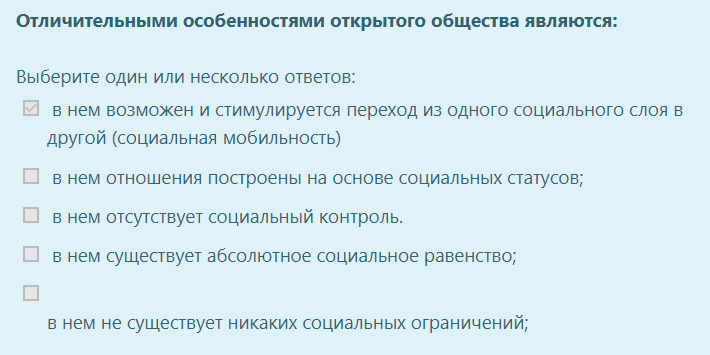 Отличительными особенностями открытого общества являются:
Выберите один или несколько ответов:
в нем возможен и стимулируется переход из одного социального слоя в
другой (социальная мобильность)
в нем отношения построены на основе социальных статусов;
в нем отсутствует социальный контроль.
в нем существует абсолютное социальное равенство;
в нем не существует никаких социальных ограничений;